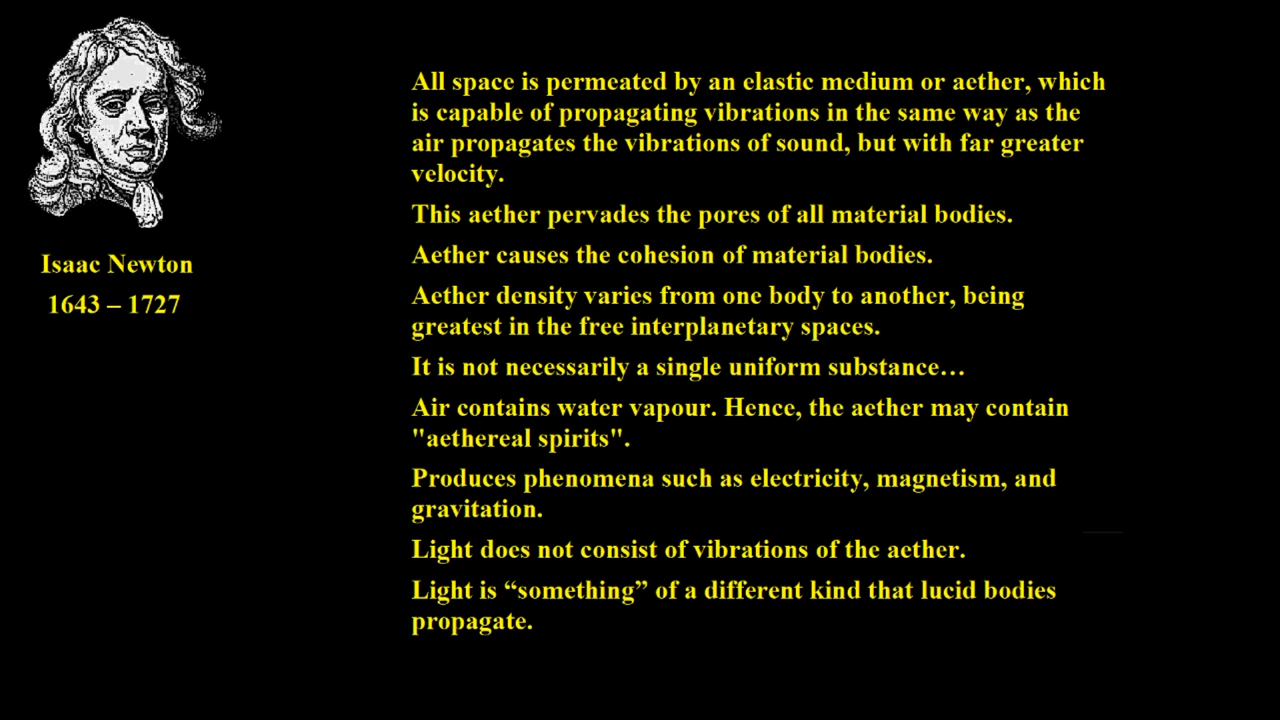 Isaac Newton
1643 – 1727
All space is permeated by an elastic medium or aether, which
is capable of propagating vibrations in the same way as the
air propagates the vibrations of sound, but with far greater
velocity.
This aether pervades the pores of all material bodies.
Aether causes the cohesion of material bodies.
Aether density varies from one body to another, being
greatest in the free interplanetary spaces.
It is not necessarily a single uniform substance…
Air contains water vapour. Hence, the aether may contain
"aethereal spirits".
Produces phenomena such as electricity, magnetism, and
gravitation.
Light does not consist of vibrations of the aether.
Light is “something” of a different kind that lucid bodies
propagate.